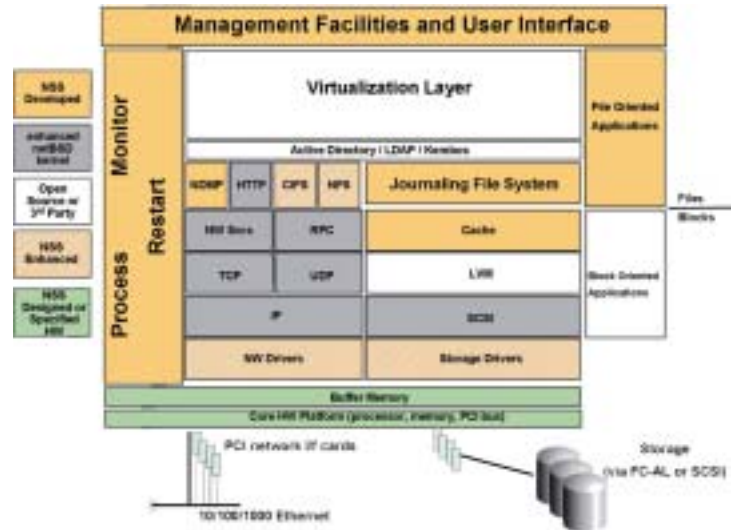 Management Facilities and User Interface
NSS
Developed
enhanced
netBSD
kernel
Open
Source or
3rd Party
NSS
Enhanced
NSS
Designed or
Specified
HW
Process Monitor
Restart
Virtualization Layer
Active Directory / LDAP / Kerberos
NDMP
HTTP
CIFS
NFS
Journaling File System
NW Svcs
RPC
Cache
TCP
UDP
LVM
IP
SCSI
NW Drivers
Storage Drivers
File Oriented
Applications
Files
Blocks
Block Oriented
Applications
Buffer Memory
Core HW Platform (processor, memory, PCI bus)
PCI network i/f cards
10/100/1000 Ethernet
Storage
(via FC-AL or SCSI)